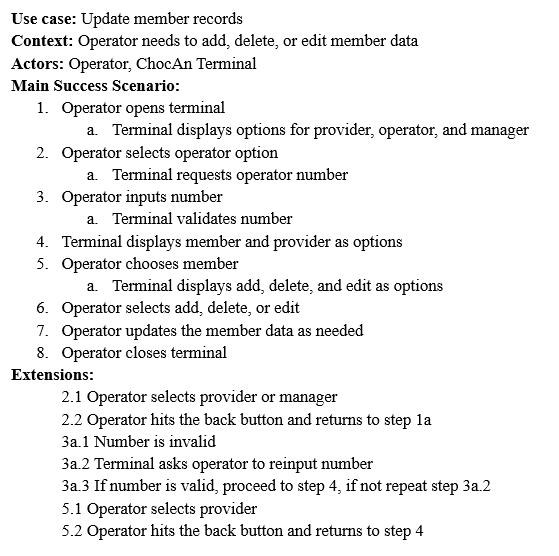 Use case: Update member records
Context: Operator needs to add, delete, or edit member data
Actors: Operator, ChocAn Terminal
Main Success Scenario:
1. Operator opens terminal
a. Terminal displays options for provider, operator, and manager
2. Operator selects operator option
a. Terminal requests operator number
3. Operator inputs number
a. Terminal validates number
4. Terminal displays member and provider as options
5. Operator chooses member
a. Terminal displays add, delete, and edit as options
6. Operator selects add, delete, or edit
7. Operator updates the member data as needed
8. Operator closes terminal
Extensions:
2.1 Operator selects provider or manager
2.2 Operator hits the back button and returns to step 1a
3a.1 Number is invalid
3a.2 Terminal asks operator to reinput number
3a.3 If number is valid, proceed to step 4, if not repeat step 3a.2
5.1 Operator selects provider
5.2 Operator hits the back button and returns to step 4